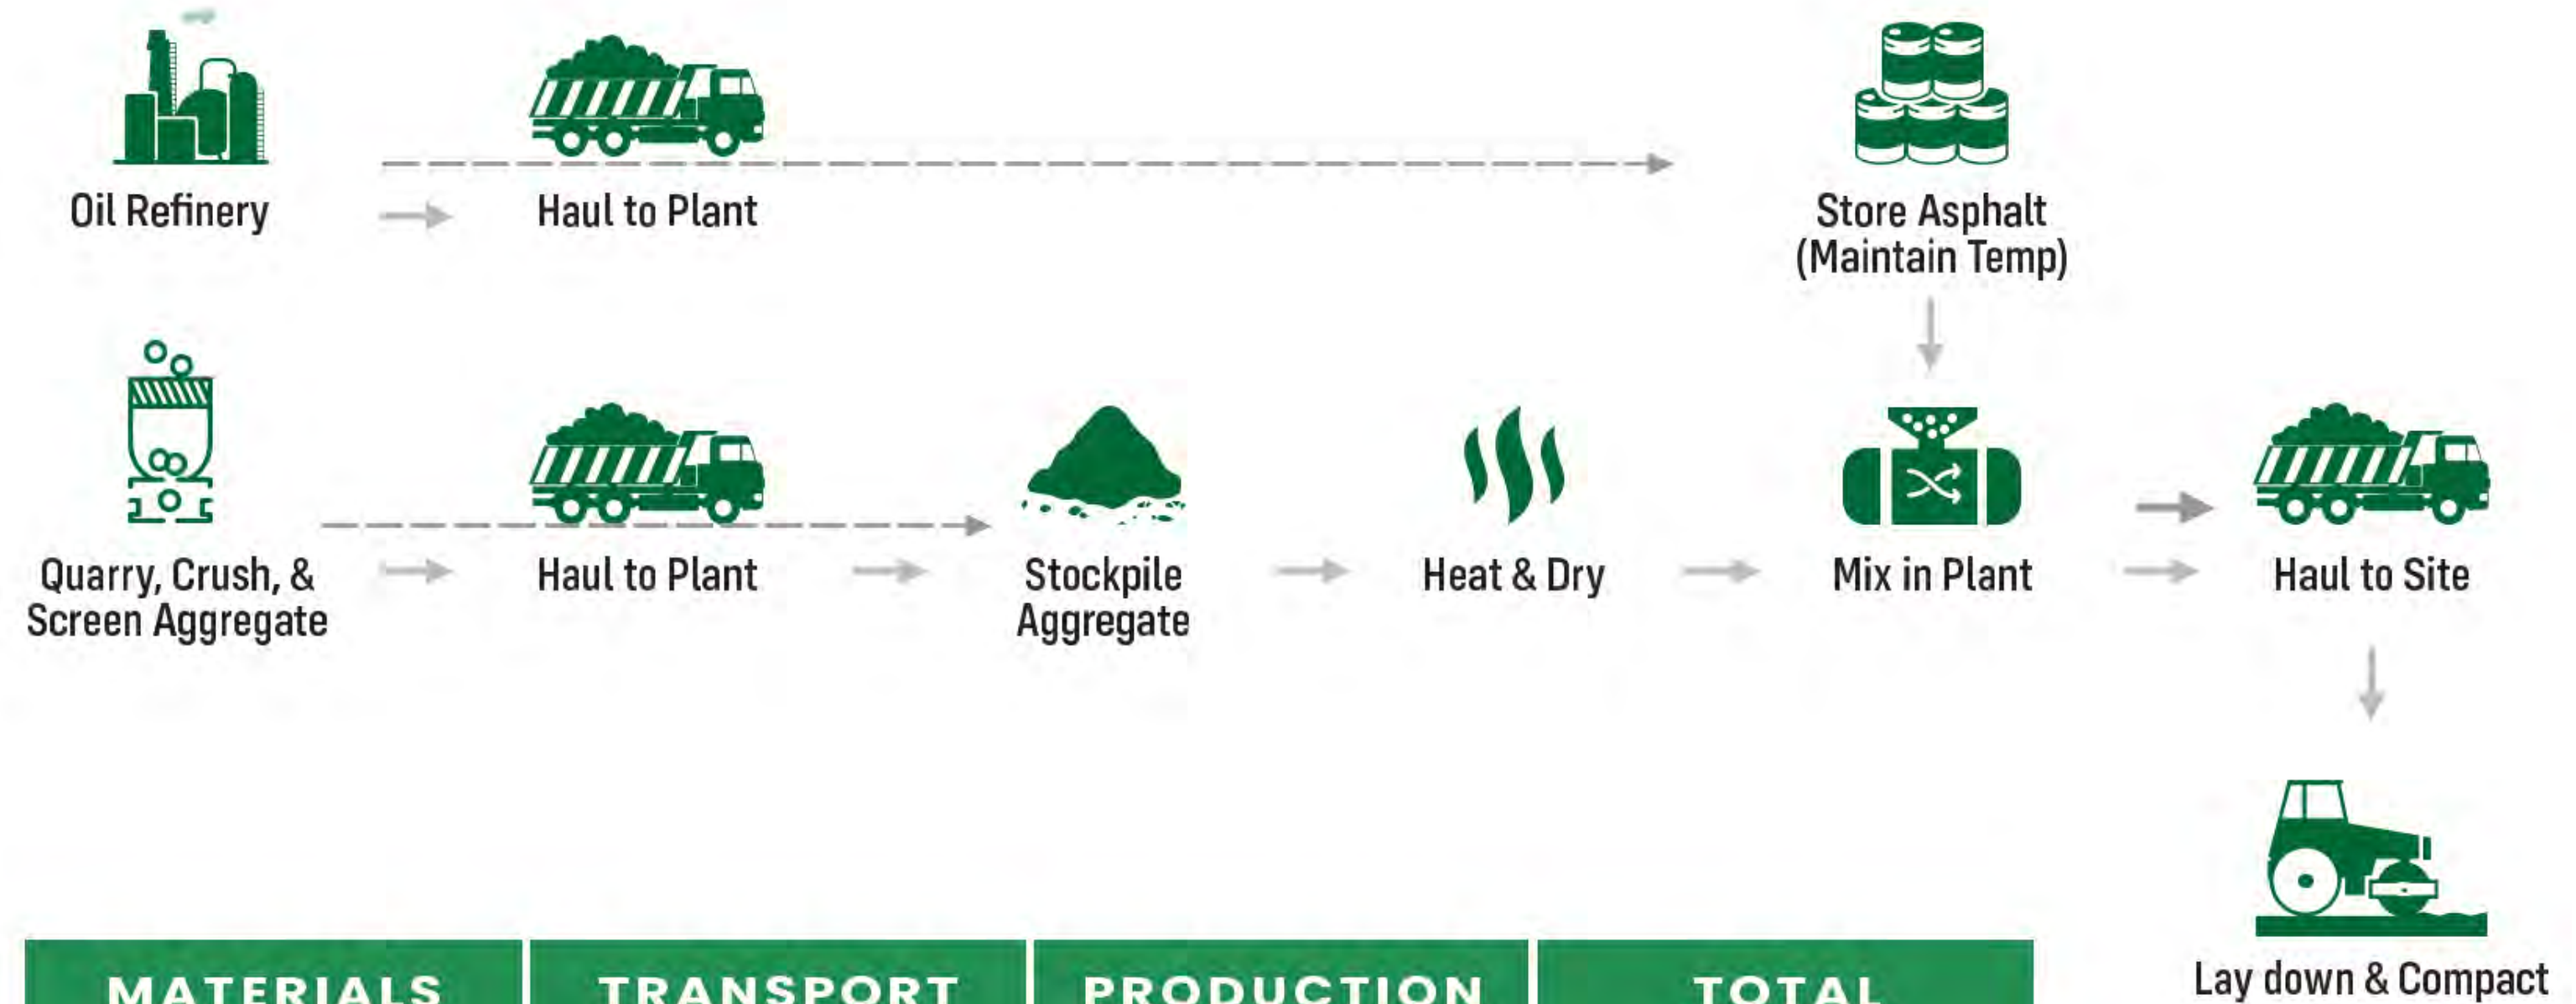 Oil Refinery
Haul to Plant
Store Asphalt
(Maintain Temp)
Quarry, Crush, &
Screen Aggregate
Haul to Plant
Stockpile
Aggregate
Heat & Dry
Mix in Plant
Haul to Site
Lay down & Compact
MATERIALS
TRANSPORT
PRODUCTION
TOTAL